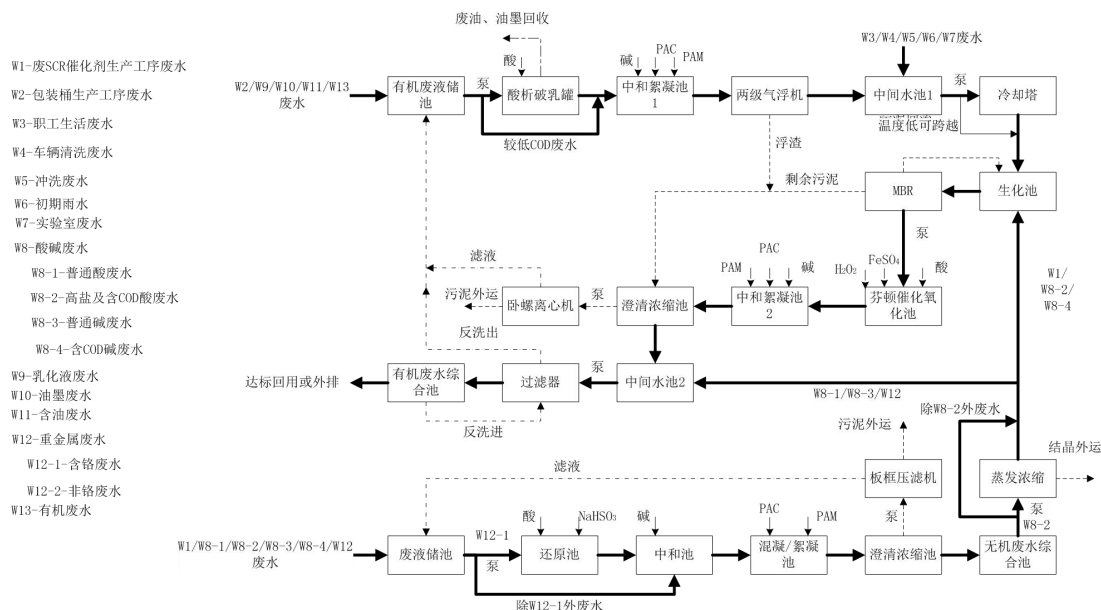 W1-废SCR催化剂生产工序废水
W2-包装桶生产工序废水
W3-职工生活废水
W4-车辆清洗废水
W5-冲洗废水
W6-初期雨水
W7-实验室废水
W8-酸碱废水
W8-1-普通酸废水
W8-2-高盐及含COD酸废水
W8-3-普通碱废水
W8-4-含COD碱废水
W9-乳化液废水
W10-油墨废水
W11-含油废水
W12-重金属废水
W12-1-含铬废水
W12-2-非铬废水
W13-有机废水
废油、油墨回收
W2/W9/W10/W11/W13
废水
有机废液储
池
泵
酸
酸析破乳罐
较低COD废水
碱
PAC
PAM
中和絮凝池
1
两级气浮机
浮渣
W3/W4/W5/W6/W7废水
中间水池1
泵
温度低可跨越
冷却塔
生化池
MBR
剩余污泥
泵
W1/
W8-2/
W8-4
H₂O₂
FeSO₄
酸
芬顿催化氧
化池
PAM
PAC
碱
中和絮凝池
2
澄清浓缩池
泵
卧螺离心机
滤液
污泥外运
反洗出
中间水池2
泵
过滤器
有机废水综
合池
达标回用或外排
反洗进
W8-1/W8-3/W12
除W8-2外废水
污泥外运
结晶外运
滤液
板框压滤机
蒸发浓缩
泵
泵
W8-2
W1/W8-1/W8-2/W8-3/W8-4/W12
废水
废液储池
W12-1
泵
酸
NaHSO₃
还原池
碱
中和池
除W12-1外废水
PAC
PAM
混凝/絮凝
池
澄清浓缩池
无机废水综
合池